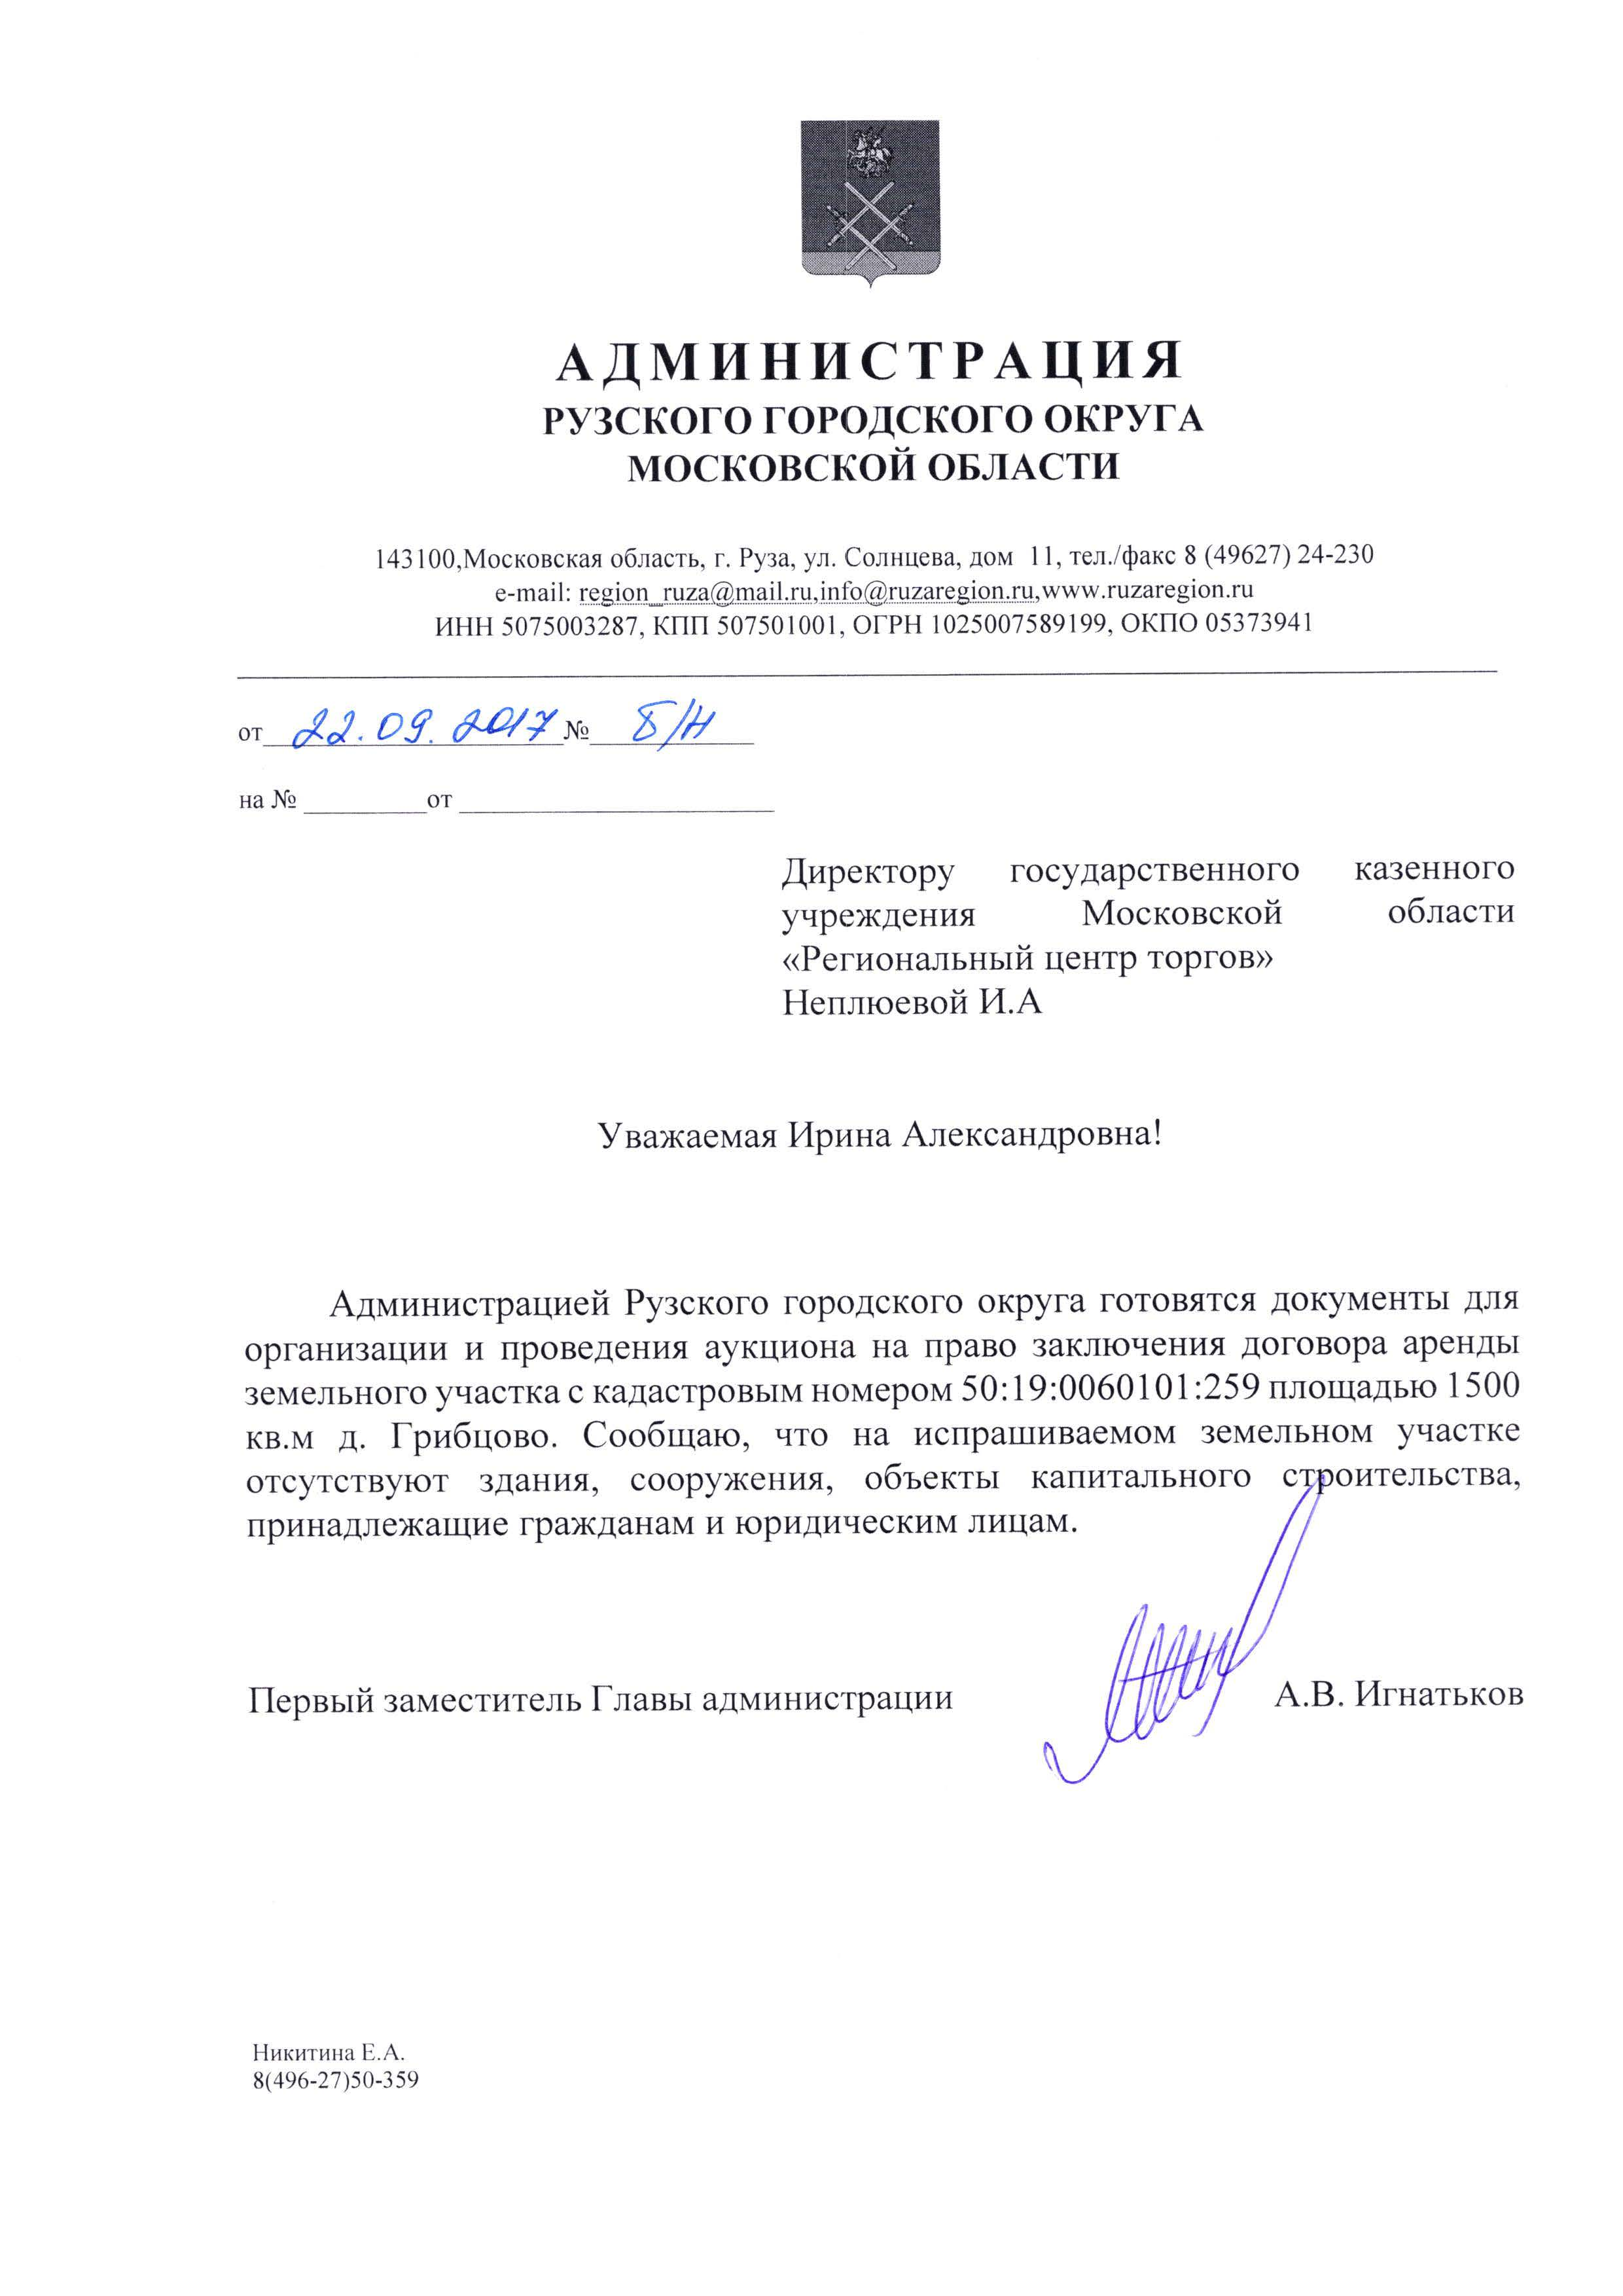 АДМИНИСТРАЦИЯ
РУЗСКОГО ГОРОДСКОГО ОКРУГА
МОСКОВСКОЙ ОБЛАСТИ
143100,Московская область, г. Руза, ул. Солнцева, дом 11, тел./факс 8 (49627) 24-230
e-mail: region_ruza@mail.ru,info@ruzaregion.ru,www.ruzaregion.ru
ИНН 5075003287, КПП 507501001, ОГРН 1025007589199, ОКПО 05373941
от 22.09.2017 № Б/Н
на № _________от _______________________
Директору государственного казенного
учреждения Московской области
«Региональный центр торгов»
Неплюевой И.А
Уважаемая Ирина Александровна!
Администрацией Рузского городского округа готовятся документы для
организации и проведения аукциона на право заключения договора аренды
земельного участка с кадастровым номером 50:19:0060101:259 площадью 1500
кв.м д. Грибцово. Сообщаю, что на испрашиваемом земельном участке
отсутствуют здания, сооружения, объекты капитального строительства,
принадлежащие гражданам и юридическим лицам.
Первый заместитель Главы администрации А.В. Игнатьков
Никитина Е.А.
8(496-27)50-359